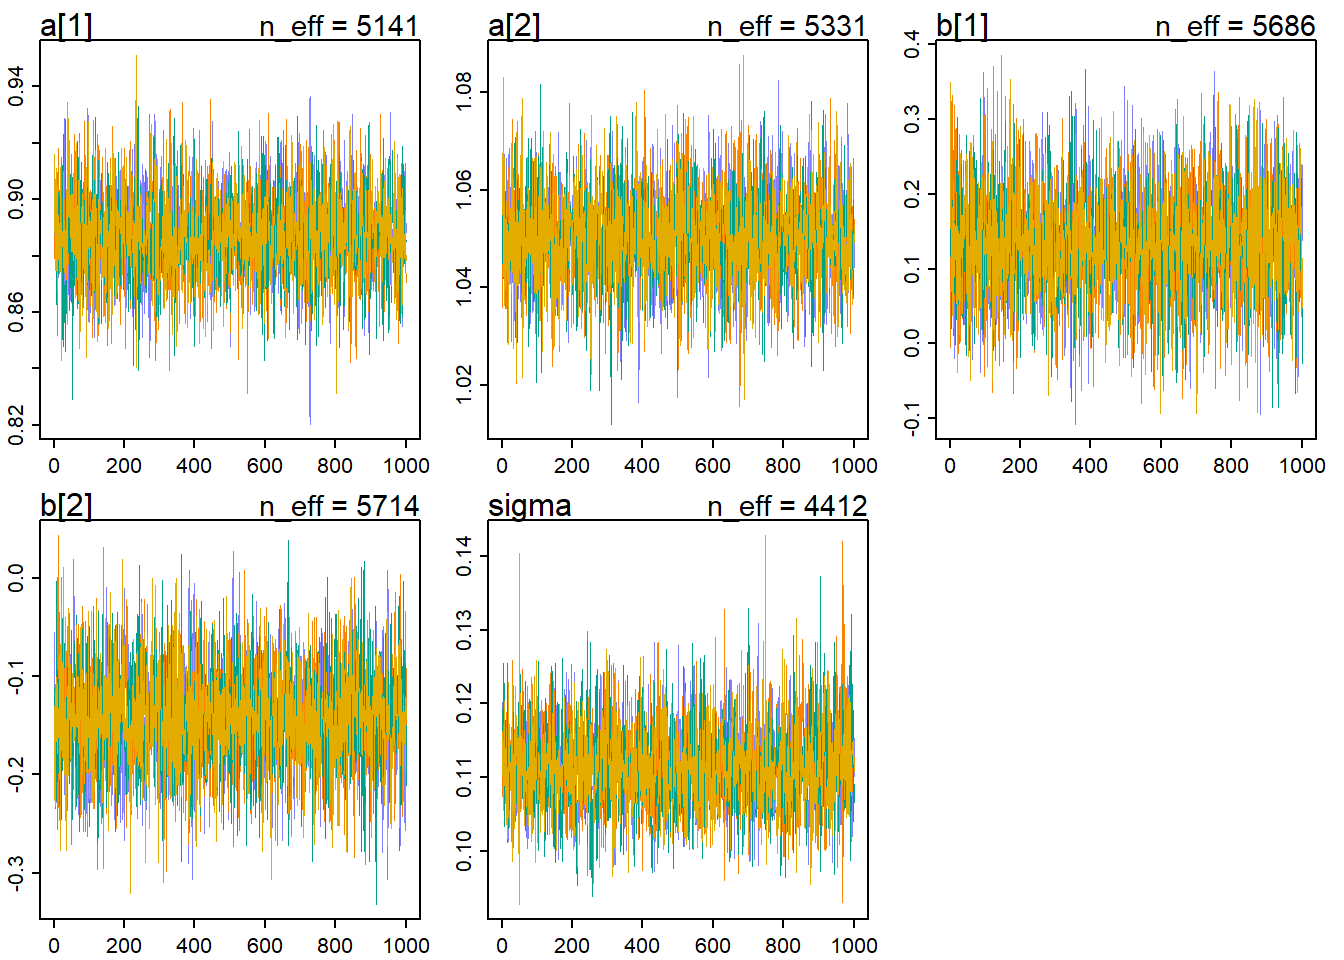 a[1] n_eff = 5141
0.94
0.90
0.86
0.82
0 200 400 600 800 1000
a[2] n_eff = 5331
1.08
1.06
1.04
1.02
0 200 400 600 800 1000
b[1] n_eff = 5686
0.4
0.3
0.2
0.1
0.0
-0.1
0 200 400 600 800 1000
b[2] n_eff = 5714
0.0
-0.1
-0.2
-0.3
0 200 400 600 800 1000
sigma n_eff = 4412
0.14
0.13
0.12
0.11
0.10
0 200 400 600 800 1000